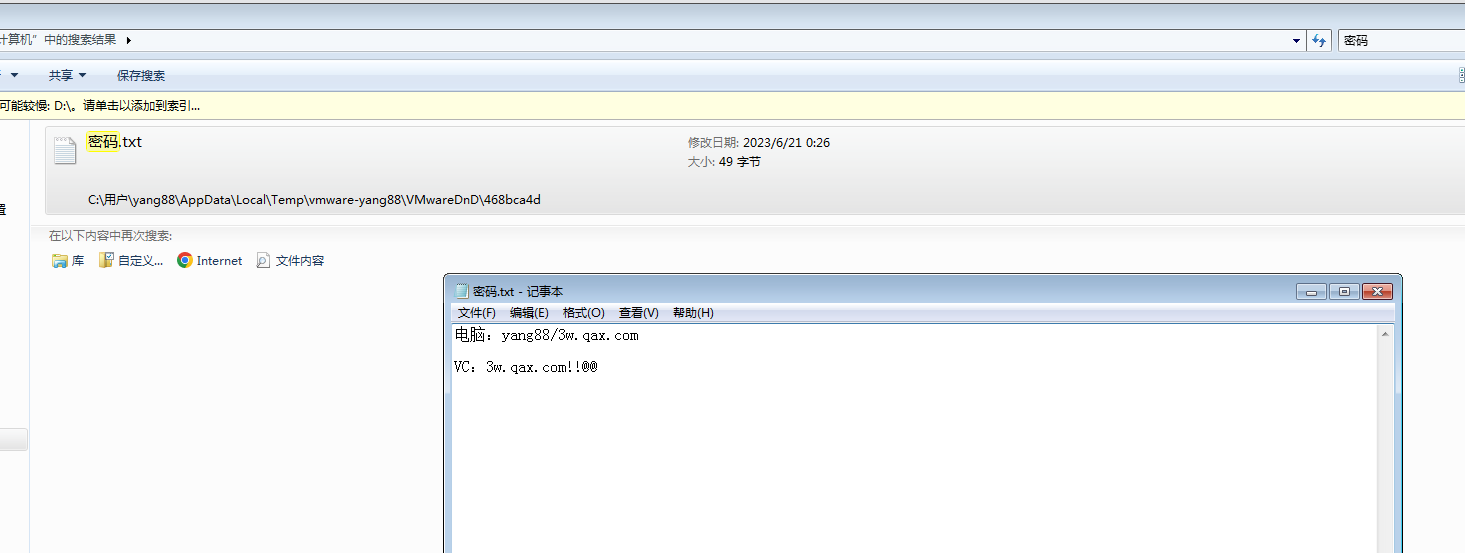 计算机” 中的搜索结果
密码
共享
保存搜索
可能较慢: D:\。请单击以添加到索引...
密码.txt
修改日期: 2023/6/21 0:26
大小: 49 字节
C:\用户\yang88\AppData\Local\Temp\vmware-yang88\VMwareDnD\468bca4d
置
在以下内容中再次搜索:
库 自定义... Internet 文件内容
密码.txt - 记事本
文件(F) 编辑(E) 格式(O) 查看(V) 帮助(H)
电脑：yang88/3w.qax.com
VC：3w.qax.com!!@@